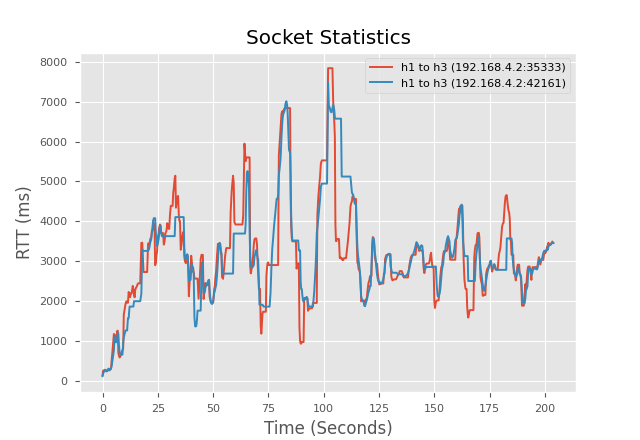 Socket Statistics
h1 to h3 (192.168.4.2:35333)
h1 to h3 (192.168.4.2:42161)
RTT (ms)
8000
7000
6000
5000
4000
3000
2000
1000
0
0 25 50 75 100 125 150 175 200
Time (Seconds)